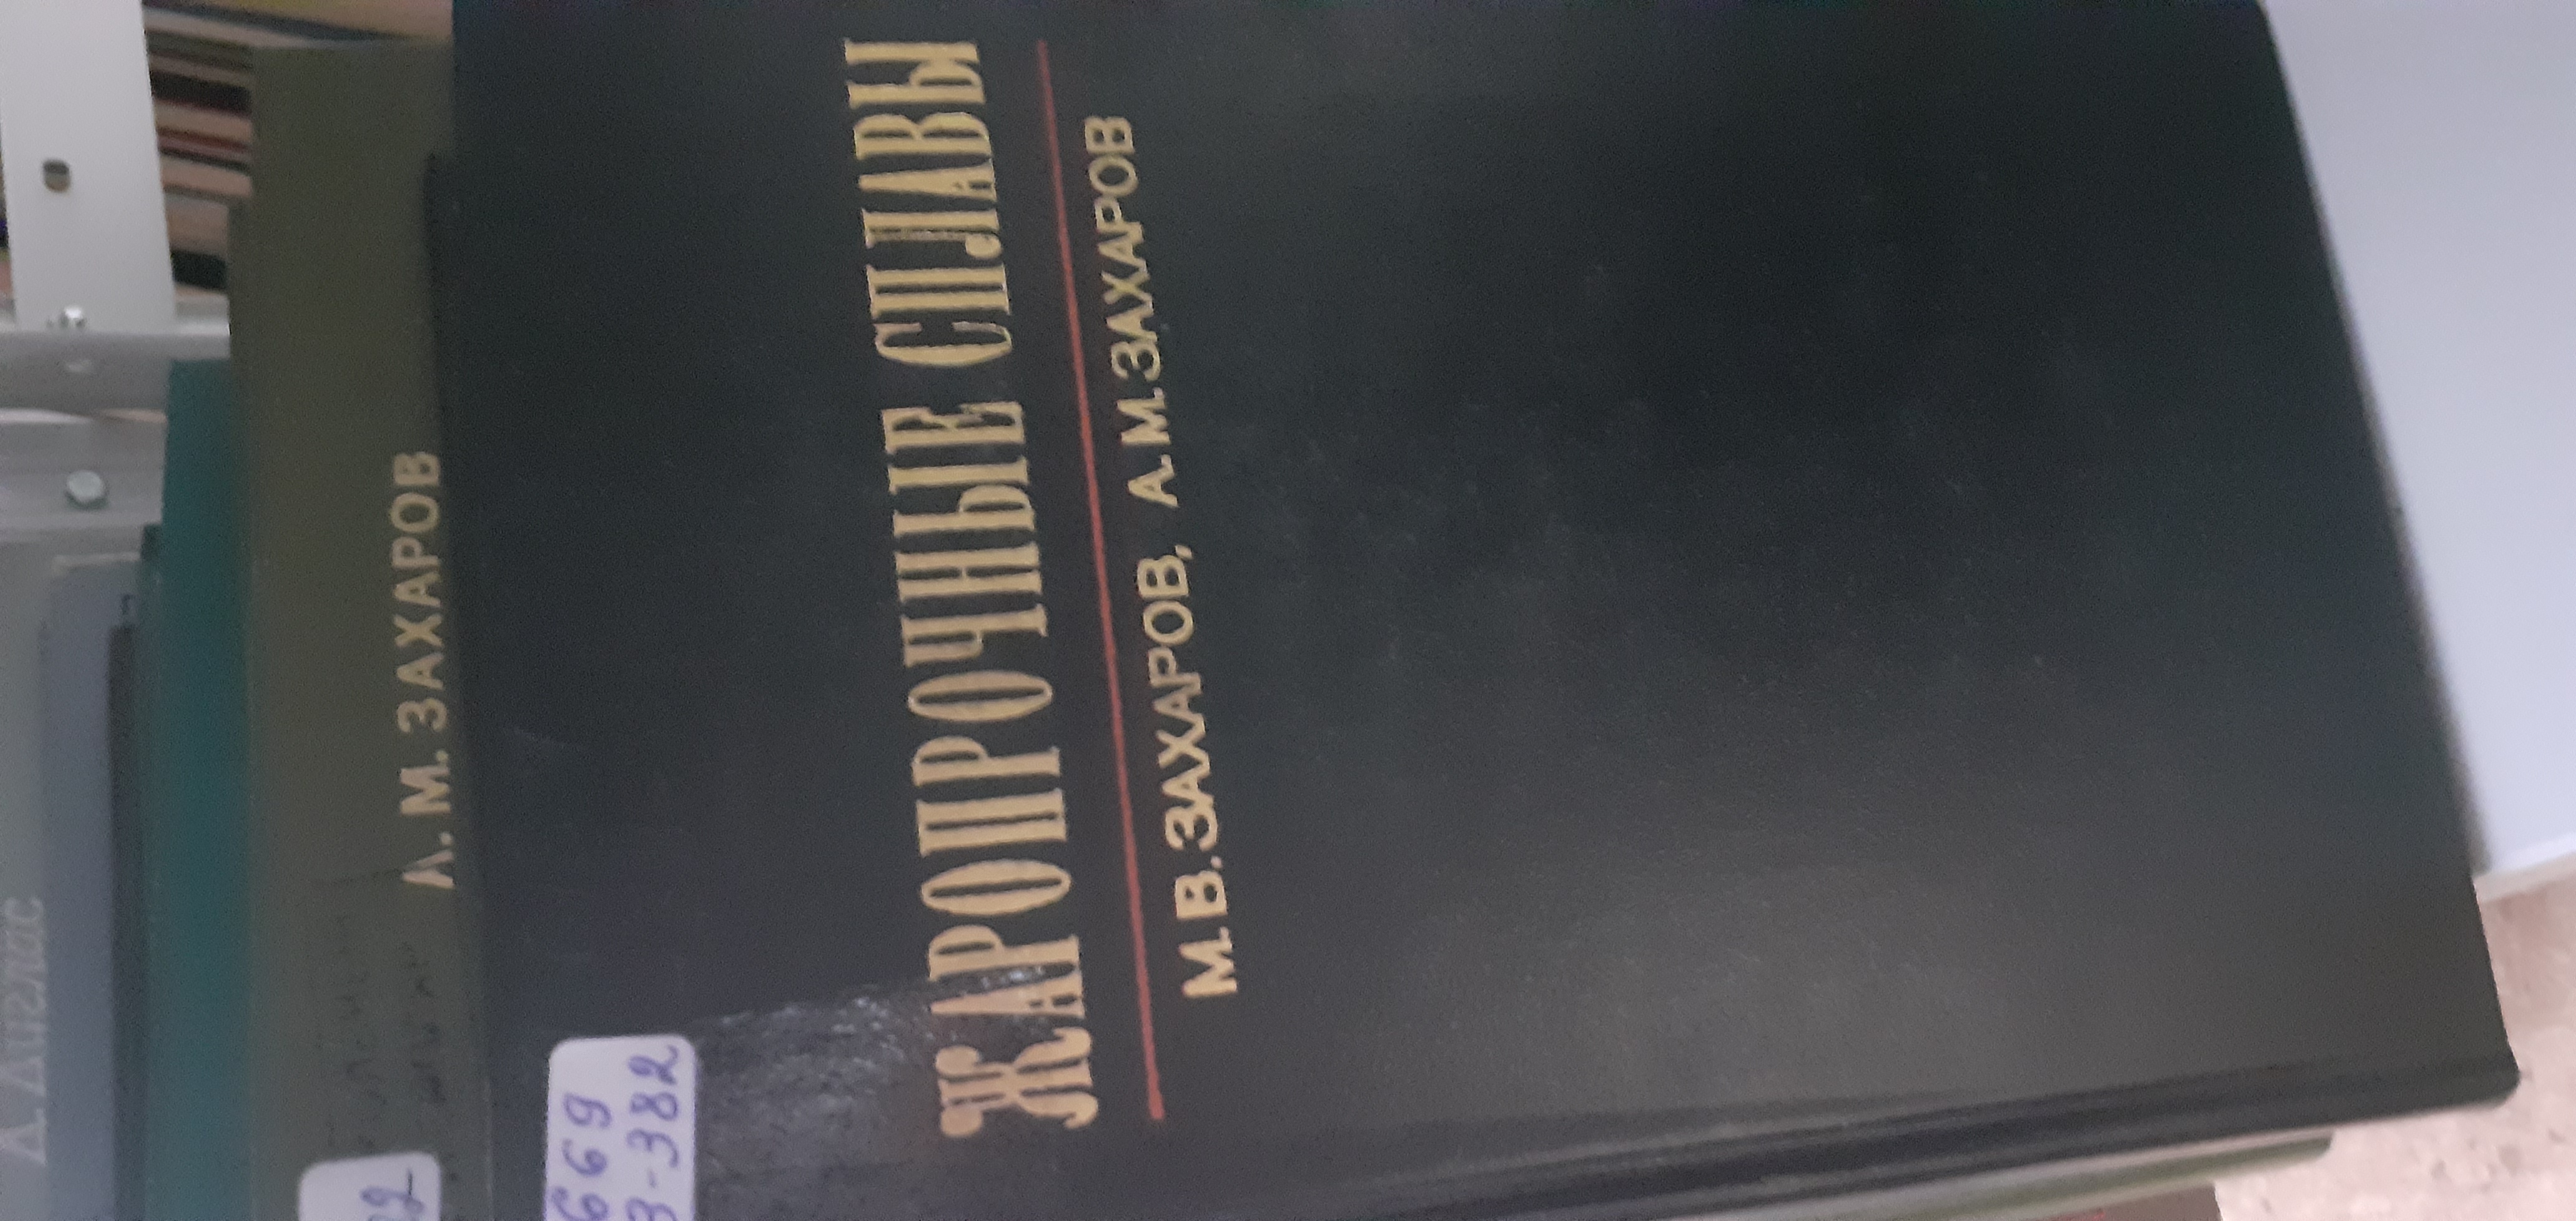 ЖАРОПРОЧНЫЕ СПЛАВЫ
М.В.ЗАХАРОВ, А.М.ЗАХАРОВ
669
З-382
А.М.ЗАХАРОВ